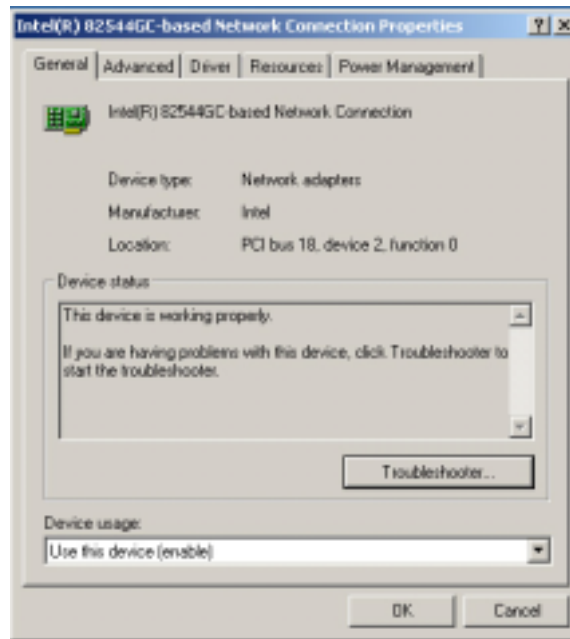 Intel(R) 82544GC-based Network Connection Properties
General Advanced Driver Resources Power Management
Intel(R) 82544GC-based Network Connection
Device type: Network adapters
Manufacturer: Intel
Location: PCI bus 18, device 2, function 0
Device status
This device is working properly.
If you are having problems with this device, click Troubleshooter to
start the troubleshooter.
Troubleshooter...
Device usage:
Use this device (enable)
OK Cancel